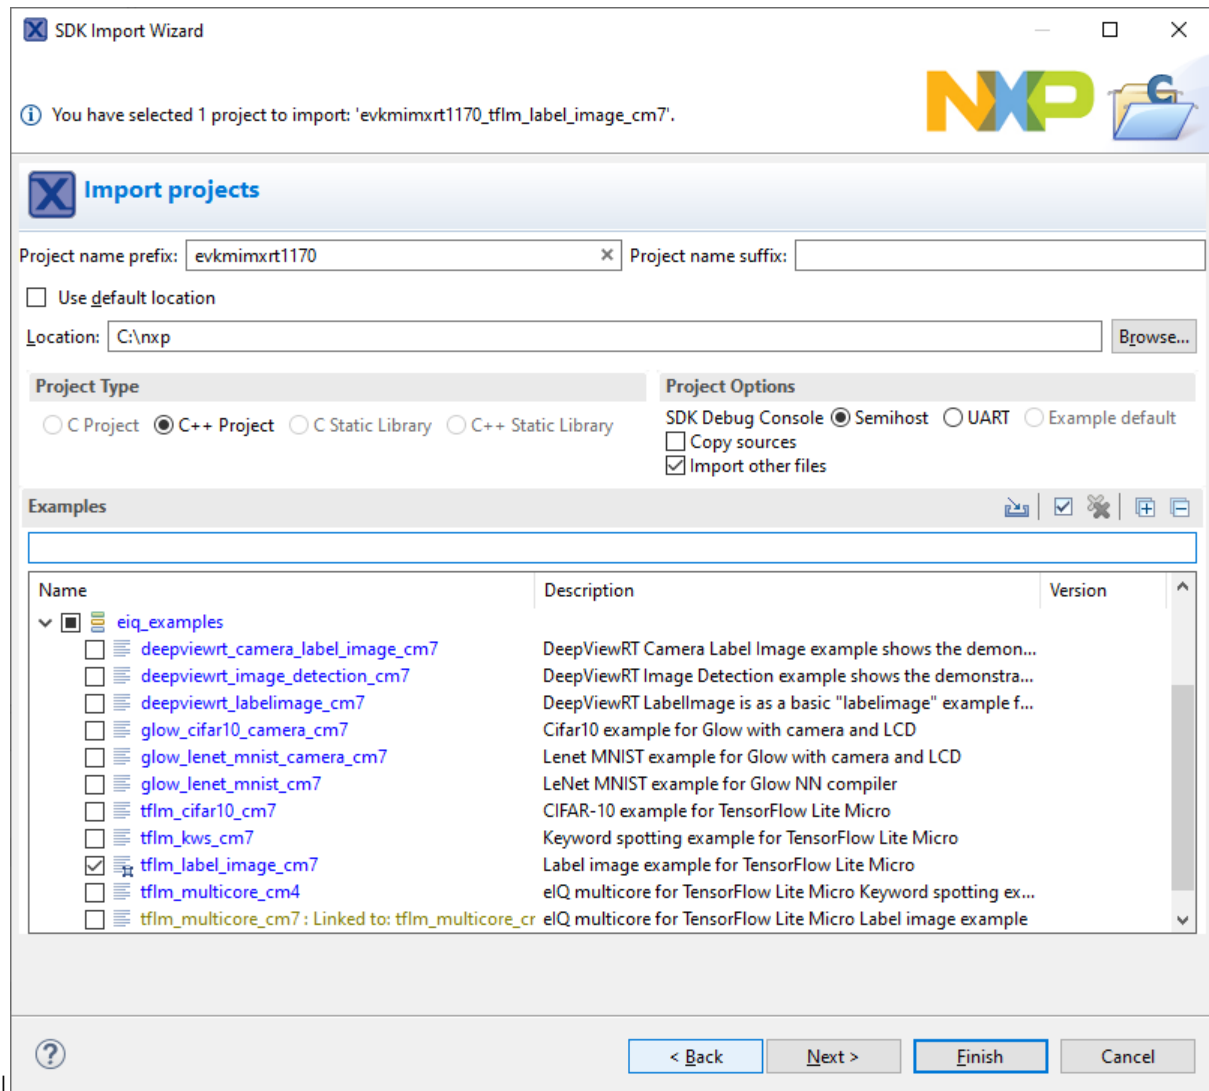 SDK Import Wizard
You have selected 1 project to import: 'evkmimxrt1170_tflm_label_image_cm7'.
NXP
C
X Import projects
Project name prefix: evkmimxrt1170 Project name suffix:
Use default location
Location: C:\nxp Browse...
Project Type Project Options
C Project C++ Project C Static Library C++ Static Library SDK Debug Console Semihost UART Example default
Copy sources
Import other files
Examples
Name Description Version
eiq_examples
deepviewrt_camera_label_image_cm7 DeepViewRT Camera Label Image example shows the demon...
deepviewrt_image_detection_cm7 DeepViewRT Image Detection example shows the demonstra...
deepviewrt_labelimage_cm7 DeepViewRT LabelImage is as a basic "labelimage" example f...
glow_cifar10_camera_cm7 Cifar10 example for Glow with camera and LCD
glow_lenet_mnist_camera_cm7 Lenet MNIST example for Glow with camera and LCD
glow_lenet_mnist_cm7 LeNet MNIST example for Glow NN compiler
tflm_cifar10_cm7 CIFAR-10 example for TensorFlow Lite Micro
tflm_kws_cm7 Keyword spotting example for TensorFlow Lite Micro
tflm_label_image_cm7 Label image example for TensorFlow Lite Micro
tflm_multicore_cm4 eIQ multicore for TensorFlow Lite Micro Keyword spotting ex...
tflm_multicore_cm7 : Linked to: tflm_multicore_cr eIQ multicore for TensorFlow Lite Micro Label image example
? < Back Next > Finish Cancel